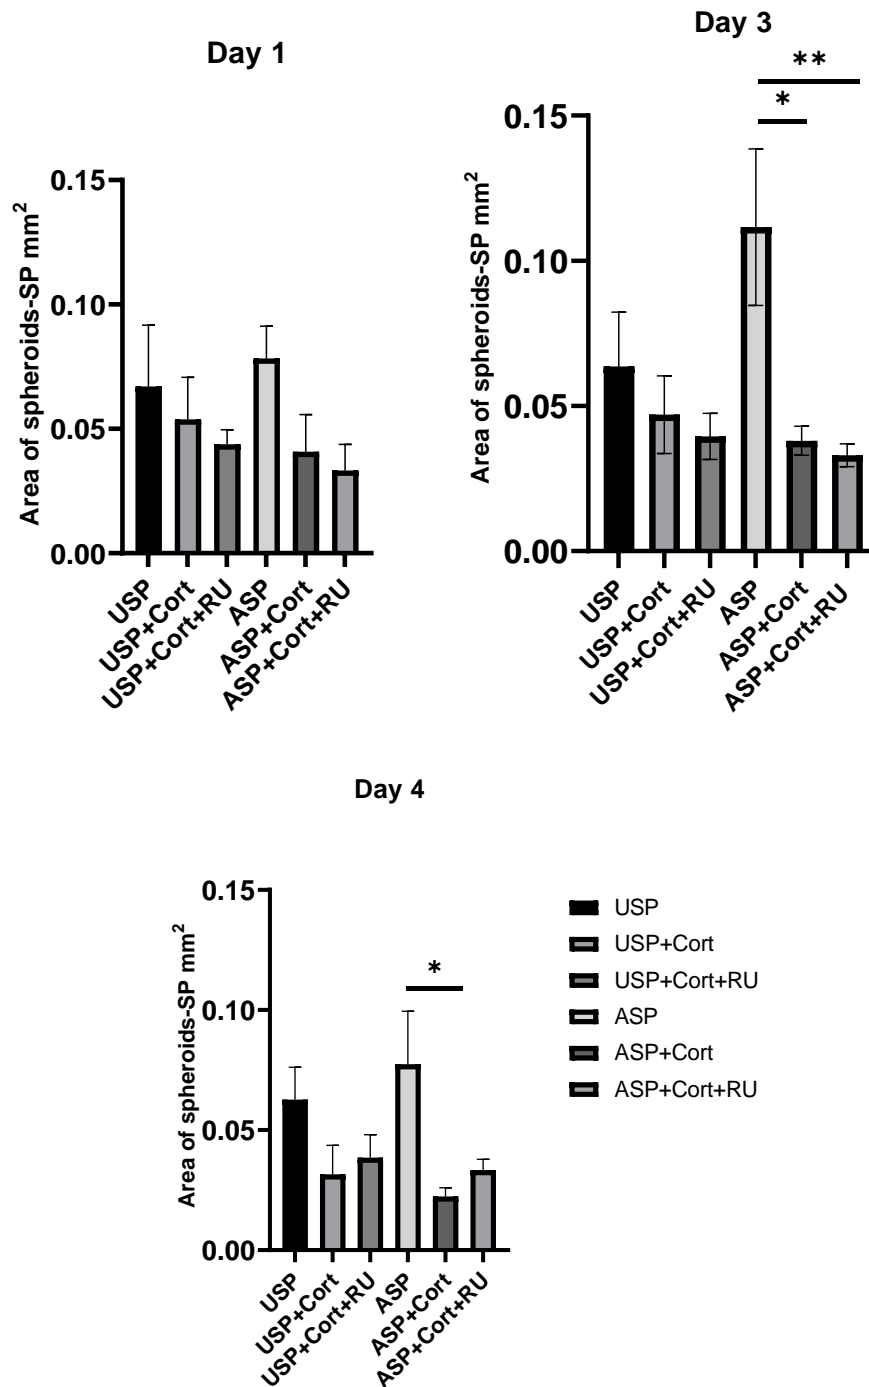 Day 1
Area of spheroids-SP mm²
0.15
0.10
0.05
0.00
USP
USP+Cort
USP+Cort+RU
ASP
ASP+Cort
ASP+Cort+RU
Day 3
**
*
Area of spheroids-SP mm²
0.15
0.10
0.05
0.00
USP
USP+Cort
USP+Cort+RU
ASP
ASP+Cort
ASP+Cort+RU
Day 4
*
Area of spheroids-SP mm²
0.15
0.10
0.05
0.00
USP
USP+Cort
USP+Cort+RU
ASP
ASP+Cort
ASP+Cort+RU
USP
USP+Cort
USP+Cort+RU
ASP
ASP+Cort
ASP+Cort+RU